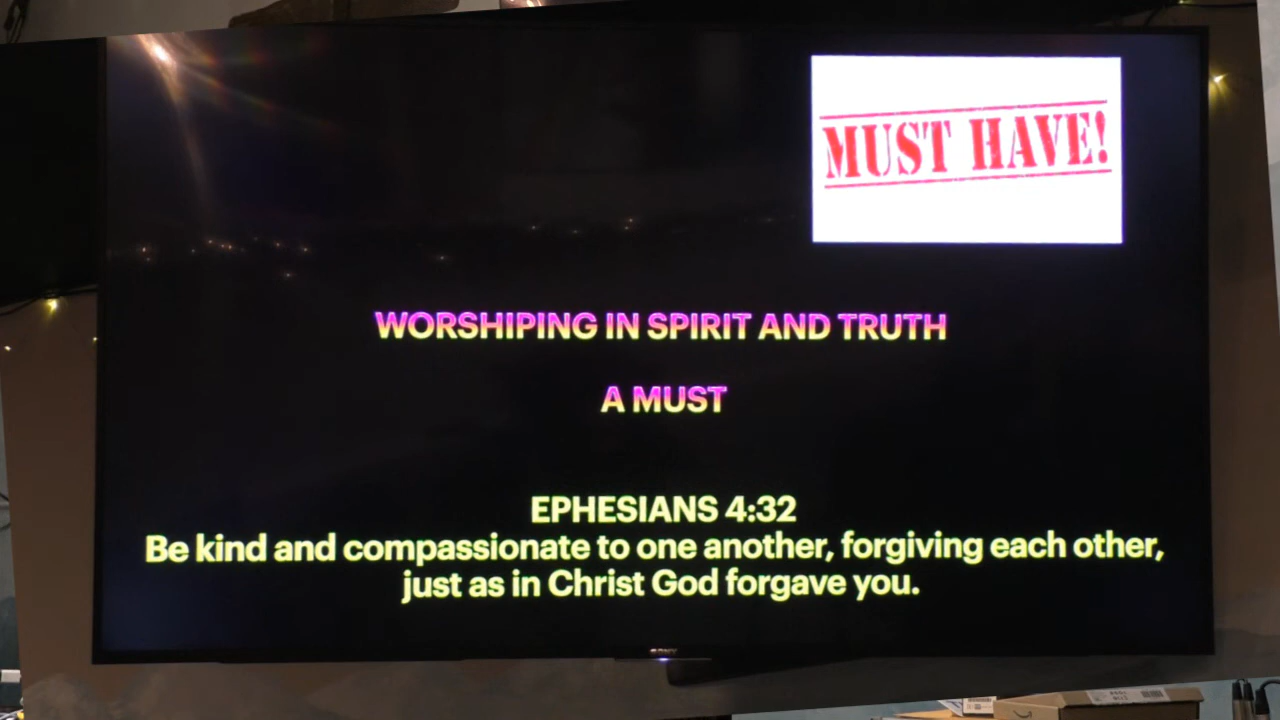 MUST HAVE!
WORSHIPING IN SPIRIT AND TRUTH
A MUST
EPHESIANS 4:32
Be kind and compassionate to one another, forgiving each other,
just as in Christ God forgave you.
SONY